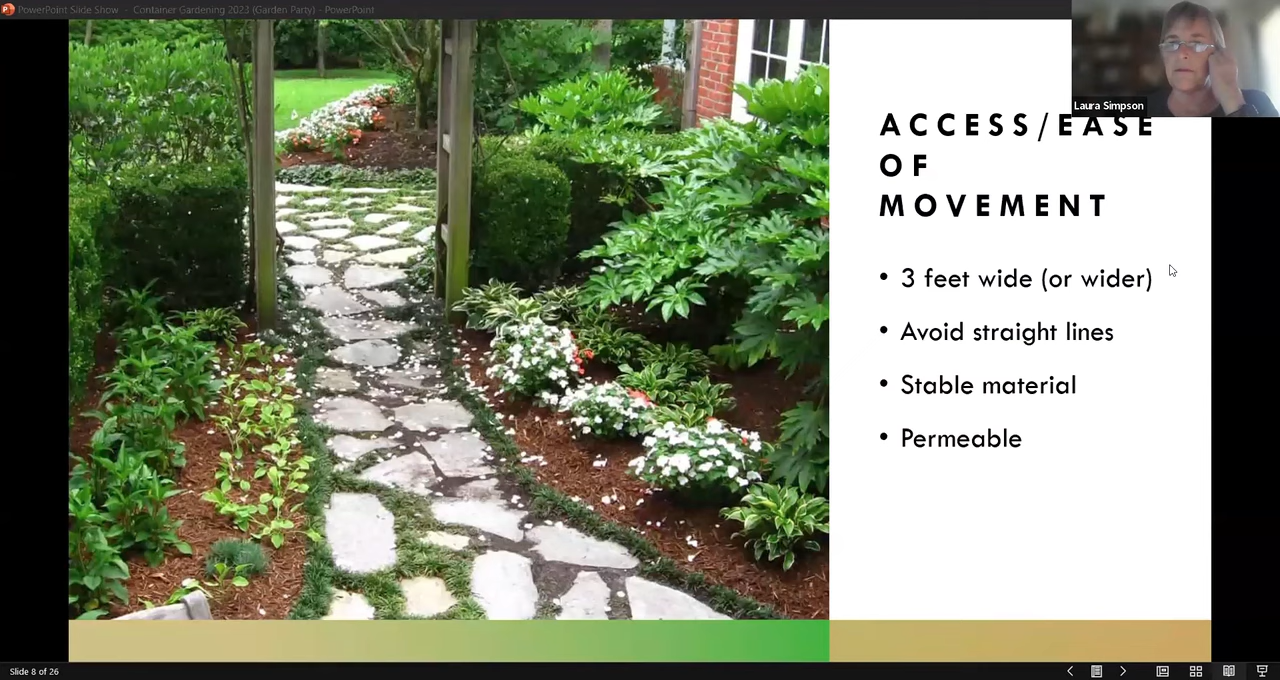 PowerPoint Slide Show - Container Gardening 2023 (Garden Party) - PowerPoint
Laura Simpson
ACCESS/EASE
OF
MOVEMENT
• 3 feet wide (or wider)
• Avoid straight lines
• Stable material
• Permeable
Slide 8 of 26